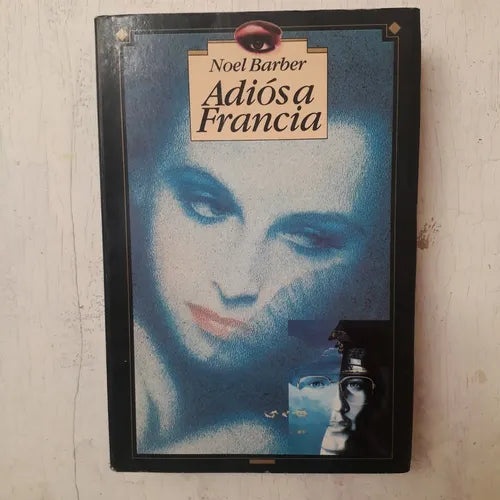 Noel Barber
Adiós a
Francia